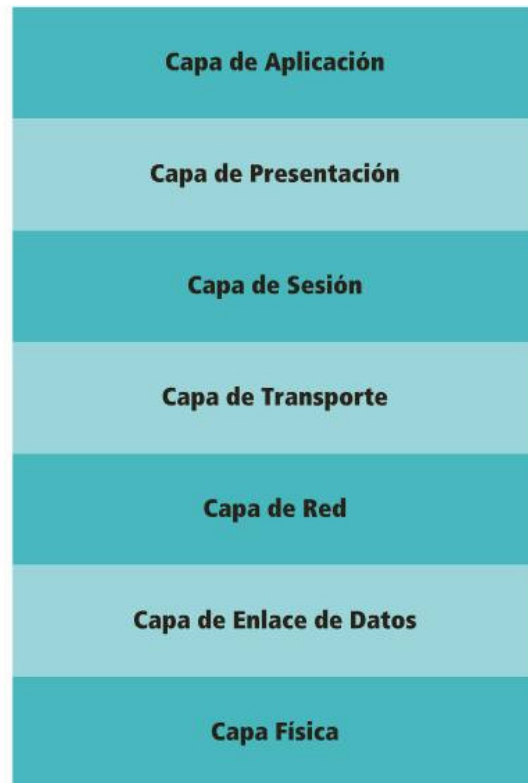 Capa de Aplicación
Capa de Presentación
Capa de Sesión
Capa de Transporte
Capa de Red
Capa de Enlace de Datos
Capa Física